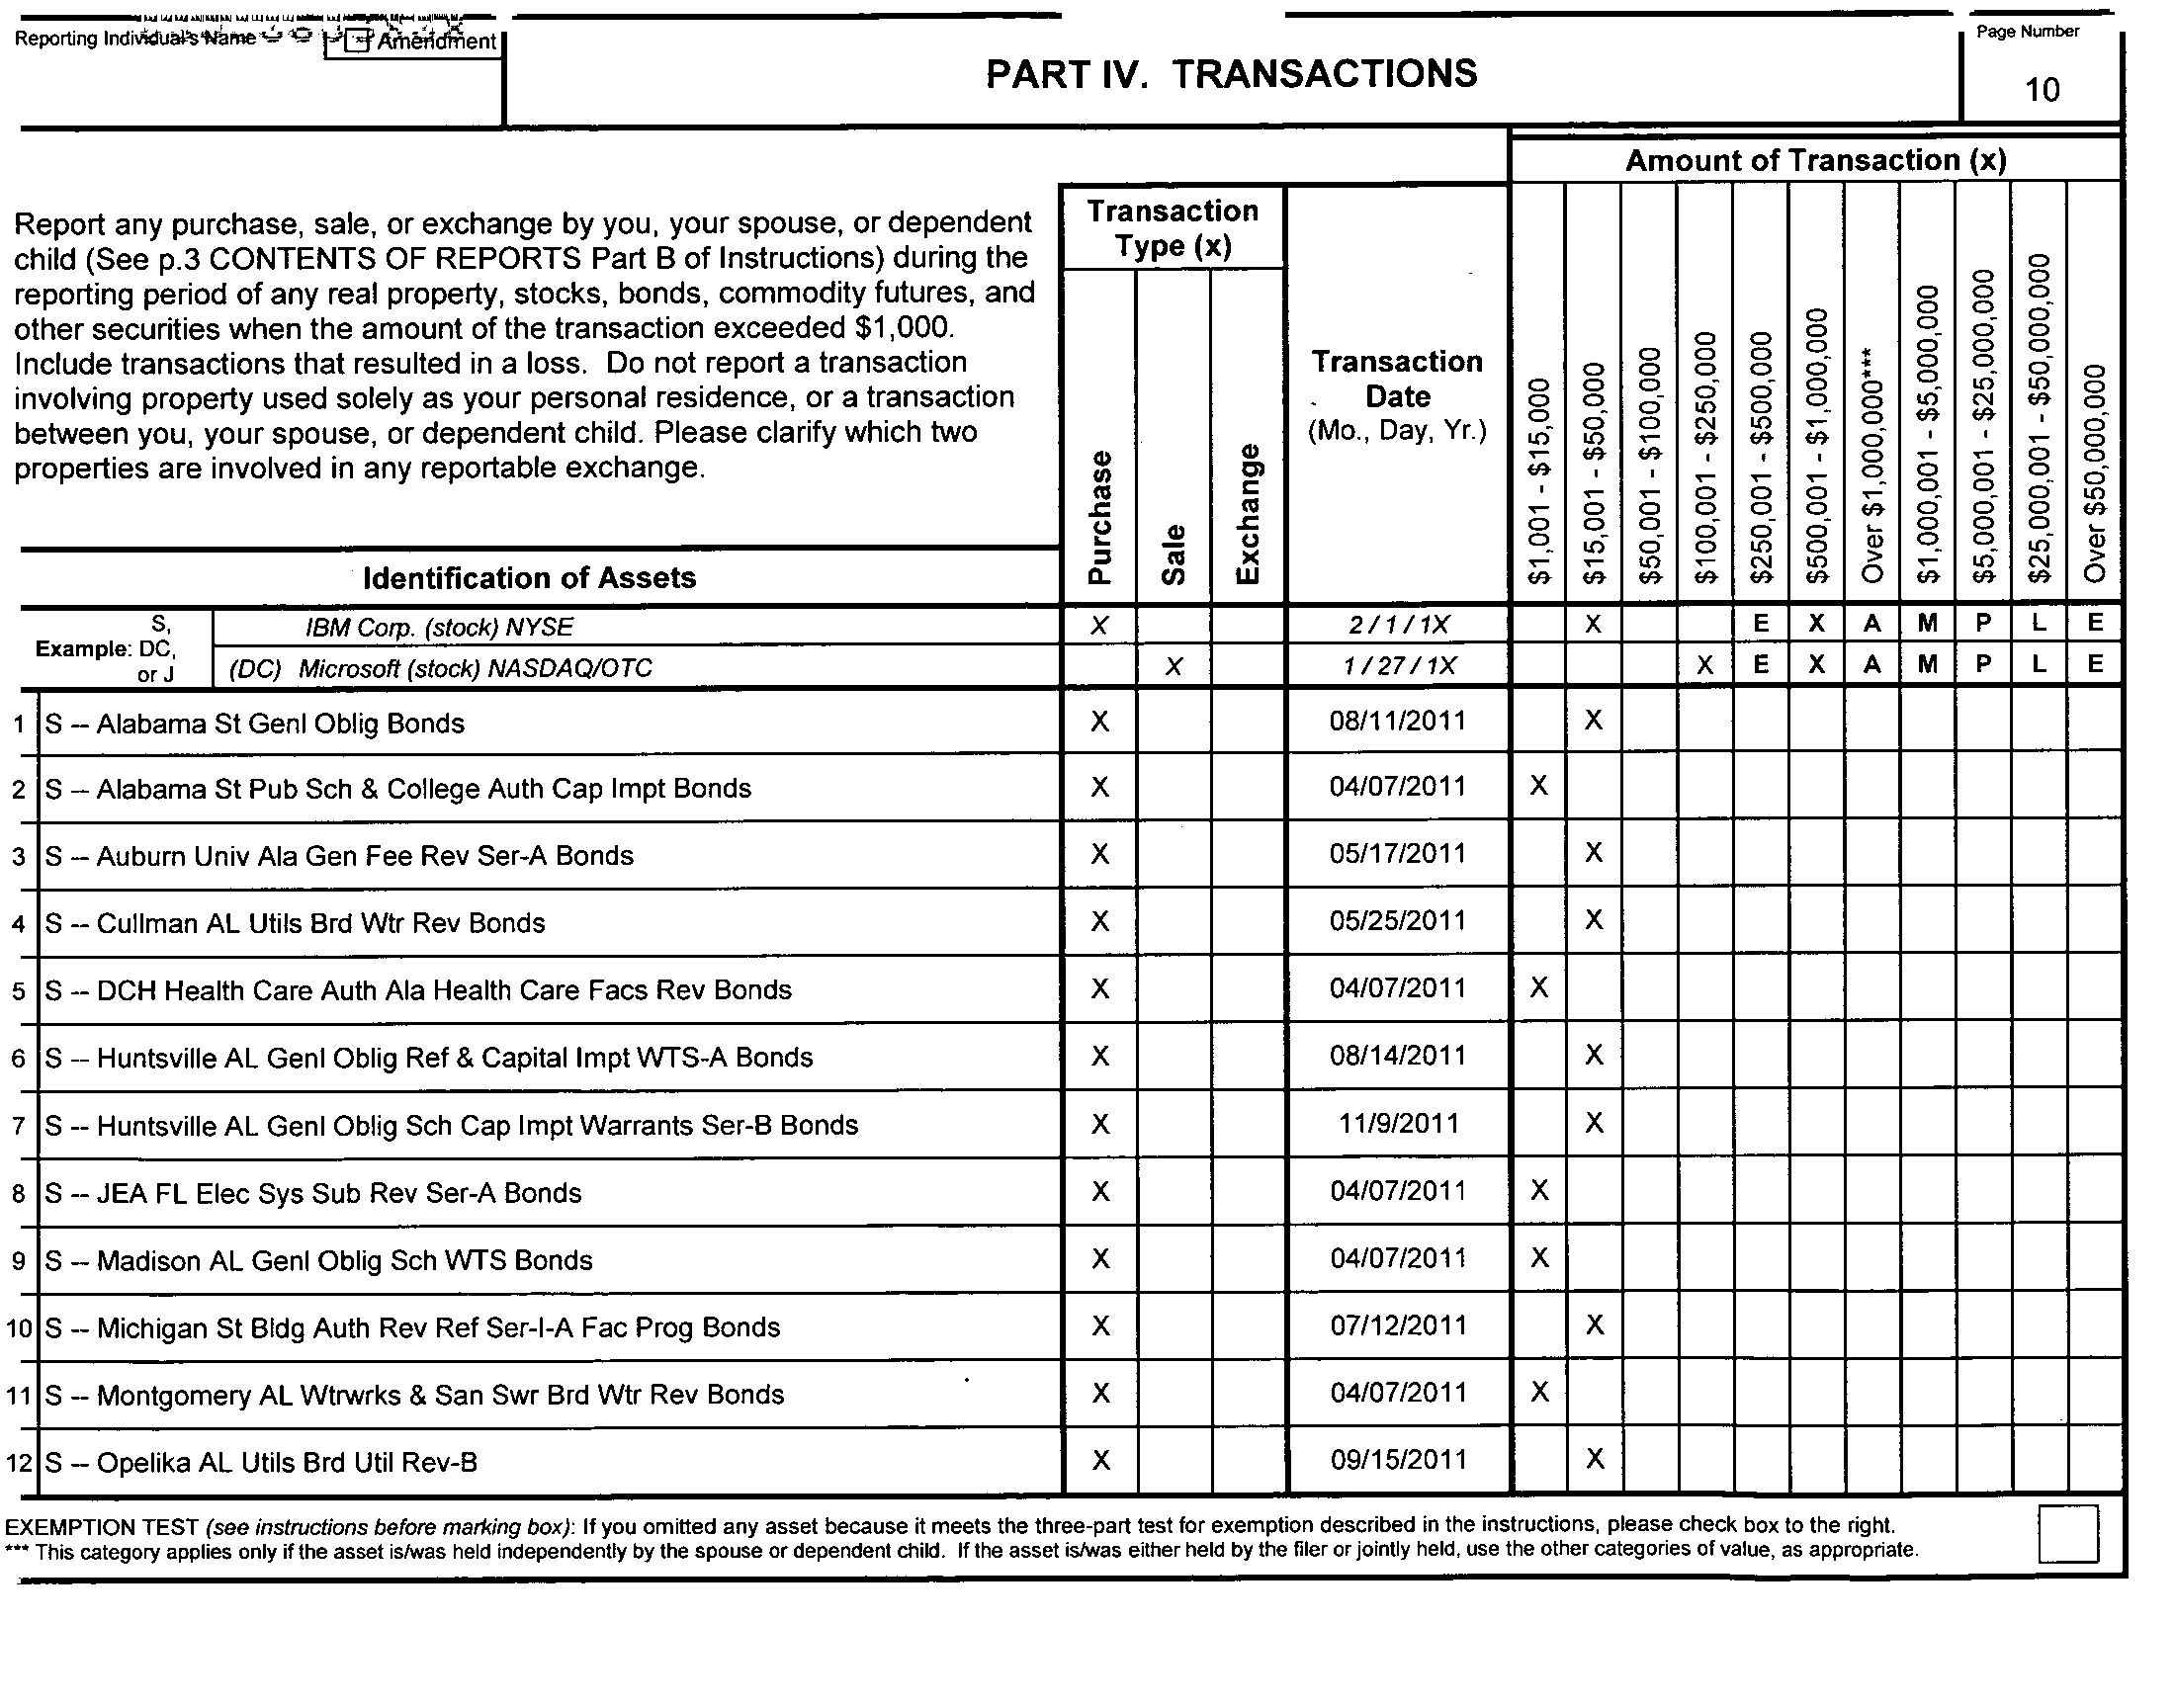 Reporting Individual's Name
Amendment
PART IV. TRANSACTIONS
Page Number
10
Amount of Transaction (x)
Report any purchase, sale, or exchange by you, your spouse, or dependent
child (See p.3 CONTENTS OF REPORTS Part B of Instructions) during the
reporting period of any real property, stocks, bonds, commodity futures, and
other securities when the amount of the transaction exceeded $1,000.
Include transactions that resulted in a loss. Do not report a transaction
involving property used solely as your personal residence, or a transaction
between you, your spouse, or dependent child. Please clarify which two
properties are involved in any reportable exchange.
Transaction
Type (x)
Purchase
Sale
Exchange
Transaction
Date
(Mo., Day, Yr.)
$1,001 - $15,000
$15,001 - $50,000
$50,001 - $100,000
$100,001 - $250,000
$250,001 - $500,000
$500,001 - $1,000,000
Over $1,000,000***
$1,000,001 - $5,000,000
$5,000,001 - $25,000,000
$25,000,001 - $50,000,000
Over $50,000,000
Identification of Assets
Example:
S,
DC,
or J
IBM Corp. (stock) NYSE X 2 / 1 / 1X X E X A M P L E
(DC) Microsoft (stock) NASDAQ/OTC X 1 / 27 / 1X X E X A M P L E
1 S -- Alabama St Genl Oblig Bonds X 08/11/2011 X
2 S -- Alabama St Pub Sch & College Auth Cap Impt Bonds X 04/07/2011 X
3 S -- Auburn Univ Ala Gen Fee Rev Ser-A Bonds X 05/17/2011 X
4 S -- Cullman AL Utils Brd Wtr Rev Bonds X 05/25/2011 X
5 S -- DCH Health Care Auth Ala Health Care Facs Rev Bonds X 04/07/2011 X
6 S -- Huntsville AL Genl Oblig Ref & Capital Impt WTS-A Bonds X 08/14/2011 X
7 S -- Huntsville AL Genl Oblig Sch Cap Impt Warrants Ser-B Bonds X 11/9/2011 X
8 S -- JEA FL Elec Sys Sub Rev Ser-A Bonds X 04/07/2011 X
9 S -- Madison AL Genl Oblig Sch WTS Bonds X 04/07/2011 X
10 S -- Michigan St Bldg Auth Rev Ref Ser-I-A Fac Prog Bonds X 07/12/2011 X
11 S -- Montgomery AL Wtrwrks & San Swr Brd Wtr Rev Bonds X 04/07/2011 X
12 S -- Opelika AL Utils Brd Util Rev-B X 09/15/2011 X
EXEMPTION TEST (see instructions before marking box): If you omitted any asset because it meets the three-part test for exemption described in the instructions, please check box to the right.
*** This category applies only if the asset is/was held independently by the spouse or dependent child. If the asset is/was either held by the filer or jointly held, use the other categories of value, as appropriate.